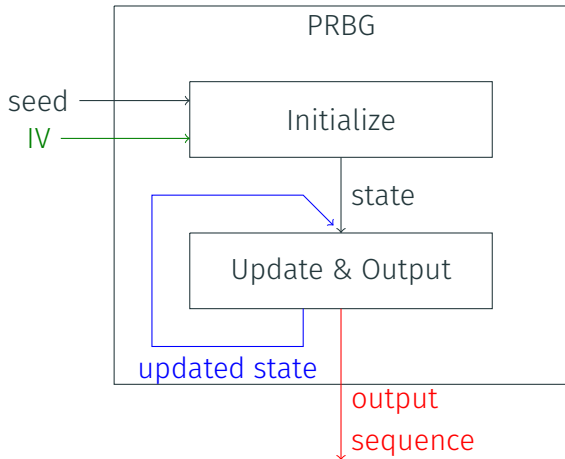 PRBG
seed
IV
Initialize
state
Update & Output
updated state
output
sequence